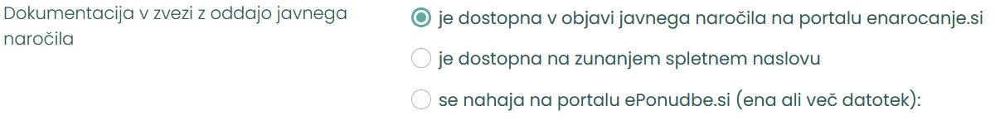 Dokumentacija v zvezi z oddajo javnega
naročila
je dostopna v objavi javnega naročila na portalu enarocanje.si
je dostopna na zunanjem spletnem naslovu
se nahaja na portalu ePonudbe.si (ena ali več datotek):